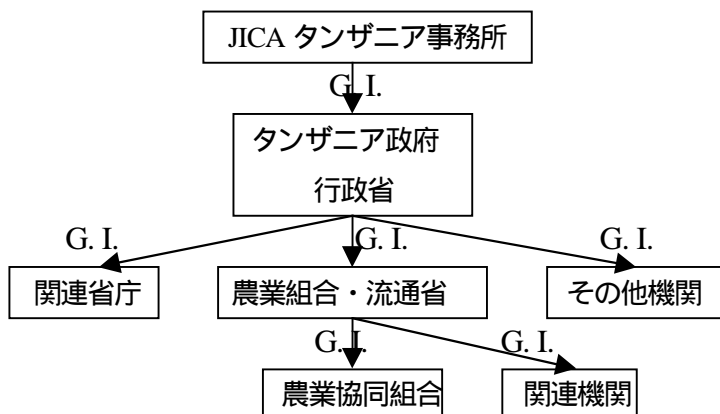 JICA タンザニア事務所
G. I.
タンザニア政府
行政省
G. I.
G. I.
G. I.
関連省庁
農業組合・流通省
その他機関
G. I.
G. I.
農業協同組合
関連機関